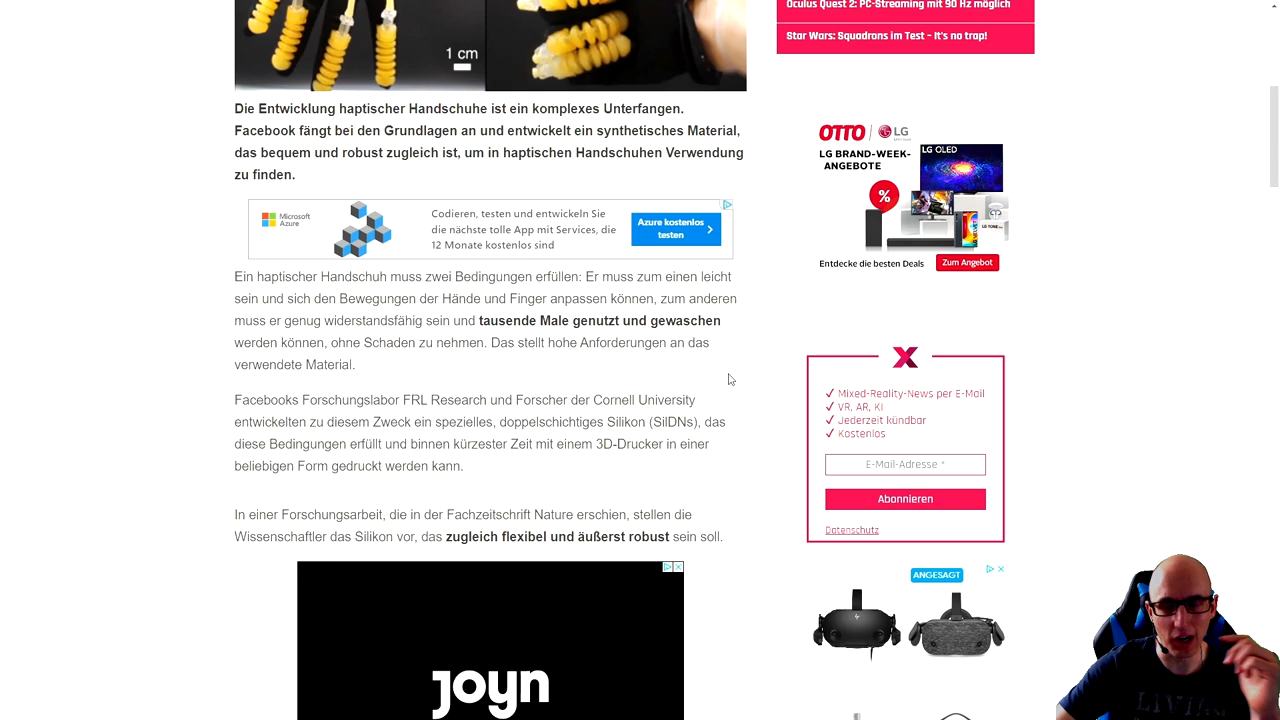 1 cm
Die Entwicklung haptischer Handschuhe ist ein komplexes Unterfangen.
Facebook fängt bei den Grundlagen an und entwickelt ein synthetisches Material,
das bequem und robust zugleich ist, um in haptischen Handschuhen Verwendung
zu finden.
Microsoft
Azure
Codieren, testen und entwickeln Sie
die nächste tolle App mit Services, die
12 Monate kostenlos sind
Azure kostenlos
testen
Ein haptischer Handschuh muss zwei Bedingungen erfüllen: Er muss zum einen leicht
sein und sich den Bewegungen der Hände und Finger anpassen können, zum anderen
muss er genug widerstandsfähig sein und tausende Male genutzt und gewaschen
werden können, ohne Schaden zu nehmen. Das stellt hohe Anforderungen an das
verwendete Material.
Facebooks Forschungslabor FRL Research und Forscher der Cornell University
entwickelten zu diesem Zweck ein spezielles, doppelschichtiges Silikon (SilDNs), das
diese Bedingungen erfüllt und binnen kürzester Zeit mit einem 3D-Drucker in einer
beliebigen Form gedruckt werden kann.
In einer Forschungsarbeit, die in der Fachzeitschrift Nature erschien, stellen die
Wissenschaftler das Silikon vor, das zugleich flexibel und äußerst robust sein soll.
joyn
Oculus Quest 2: PC-Streaming mit 90 Hz möglich
Star Wars: Squadrons im Test – It's no trap!
OTTO LG
LG BRAND-WEEK-
ANGEBOTE
LG OLED
%
Entdecke die besten Deals
Zum Angebot
X
✓ Mixed-Reality-News per E-Mail
✓ VR, AR, KI
✓ Jederzeit kündbar
✓ Kostenlos
E-Mail-Adresse *
Abonnieren
Datenschutz
ANGESAGT